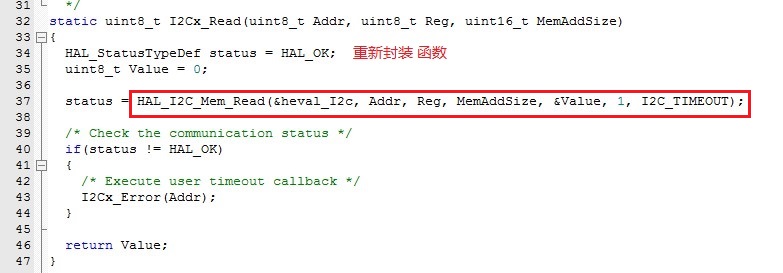 31 */
32 static uint8_t I2Cx_Read(uint8_t Addr, uint8_t Reg, uint16_t MemAddSize)
33 {
34 HAL_StatusTypeDef status = HAL_OK; 重新封装 函数
35 uint8_t Value = 0;
36
37 status = HAL_I2C_Mem_Read(&heval_I2c, Addr, Reg, MemAddSize, &Value, 1, I2C_TIMEOUT);
38
39 /* Check the communication status */
40 if(status != HAL_OK)
41 {
42 /* Execute user timeout callback */
43 I2Cx_Error(Addr);
44 }
45
46 return Value;
47 }